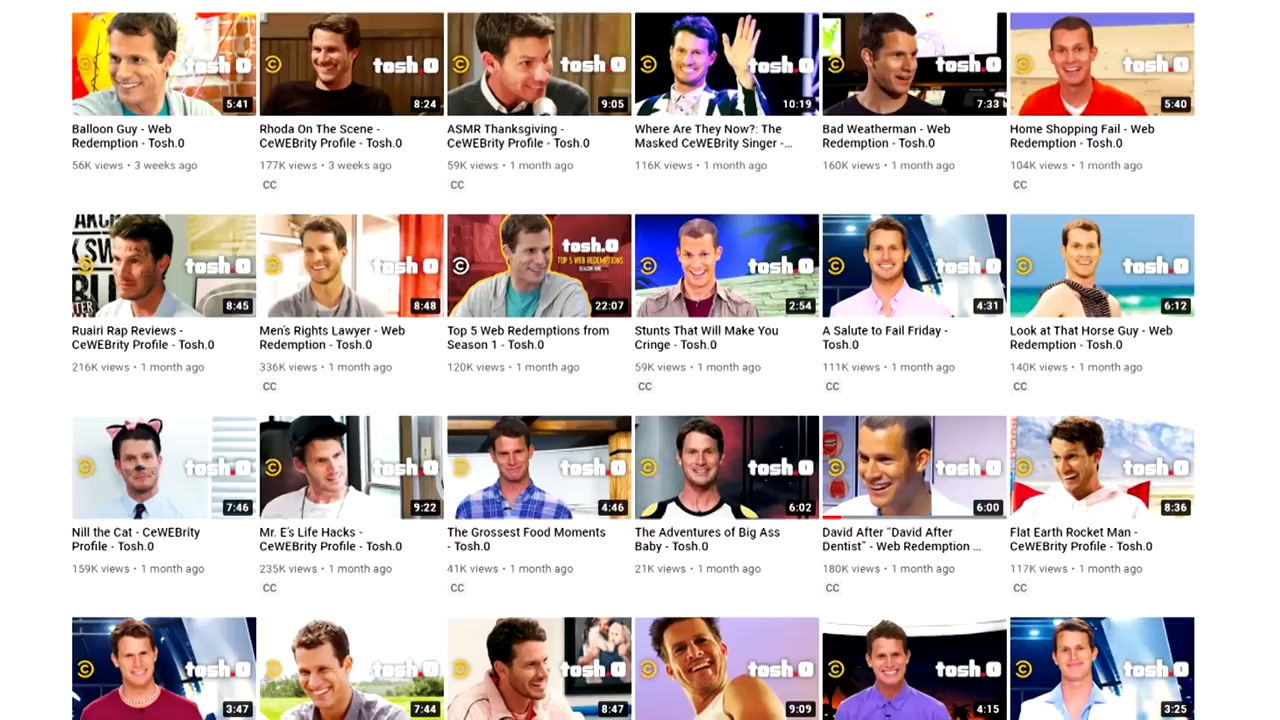 tosh.0
5:41
tosh.0
8:24
tosh.0
9:05
tosh.0
10:19
tosh.0
7:33
tosh.0
5:40
Balloon Guy - Web
Redemption - Tosh.0
56K views • 3 weeks ago
Rhoda On The Scene -
CeWEBrity Profile - Tosh.0
177K views • 3 weeks ago
CC
ASMR Thanksgiving -
CeWEBrity Profile - Tosh.0
59K views • 1 month ago
CC
Where Are They Now?: The
Masked CeWEBrity Singer -...
116K views • 1 month ago
Bad Weatherman - Web
Redemption - Tosh.0
160K views • 1 month ago
Home Shopping Fail - Web
Redemption - Tosh.0
104K views • 1 month ago
CC
tosh.0
8:45
tosh.0
8:48
tosh.0
TOP 5 WEB REDEMPTIONS
SEASON ONE
22:07
tosh.0
2:54
tosh.0
4:31
tosh.0
6:12
Ruairi Rap Reviews -
CeWEBrity Profile - Tosh.0
216K views • 1 month ago
Men's Rights Lawyer - Web
Redemption - Tosh.0
336K views • 1 month ago
CC
Top 5 Web Redemptions from
Season 1 - Tosh.0
120K views • 1 month ago
Stunts That Will Make You
Cringe - Tosh.0
59K views • 1 month ago
CC
A Salute to Fail Friday -
Tosh.0
111K views • 1 month ago
CC
Look at That Horse Guy - Web
Redemption - Tosh.0
140K views • 1 month ago
CC
tosh.0
7:46
tosh.0
9:22
tosh.0
4:46
tosh.0
6:02
tosh.0
6:00
tosh.0
8:36
Nill the Cat - CeWEBrity
Profile - Tosh.0
159K views • 1 month ago
Mr. E's Life Hacks -
CeWEBrity Profile - Tosh.0
235K views • 1 month ago
CC
The Grossest Food Moments
- Tosh.0
41K views • 1 month ago
CC
The Adventures of Big Ass
Baby - Tosh.0
21K views • 1 month ago
David After "David After
Dentist" - Web Redemption ...
180K views • 1 month ago
CC
Flat Earth Rocket Man -
CeWEBrity Profile - Tosh.0
117K views • 1 month ago
CC
tosh.0
3:47
tosh.0
7:44
tosh.0
8:47
tosh.0
9:09
tosh.0
4:15
tosh.0
3:25